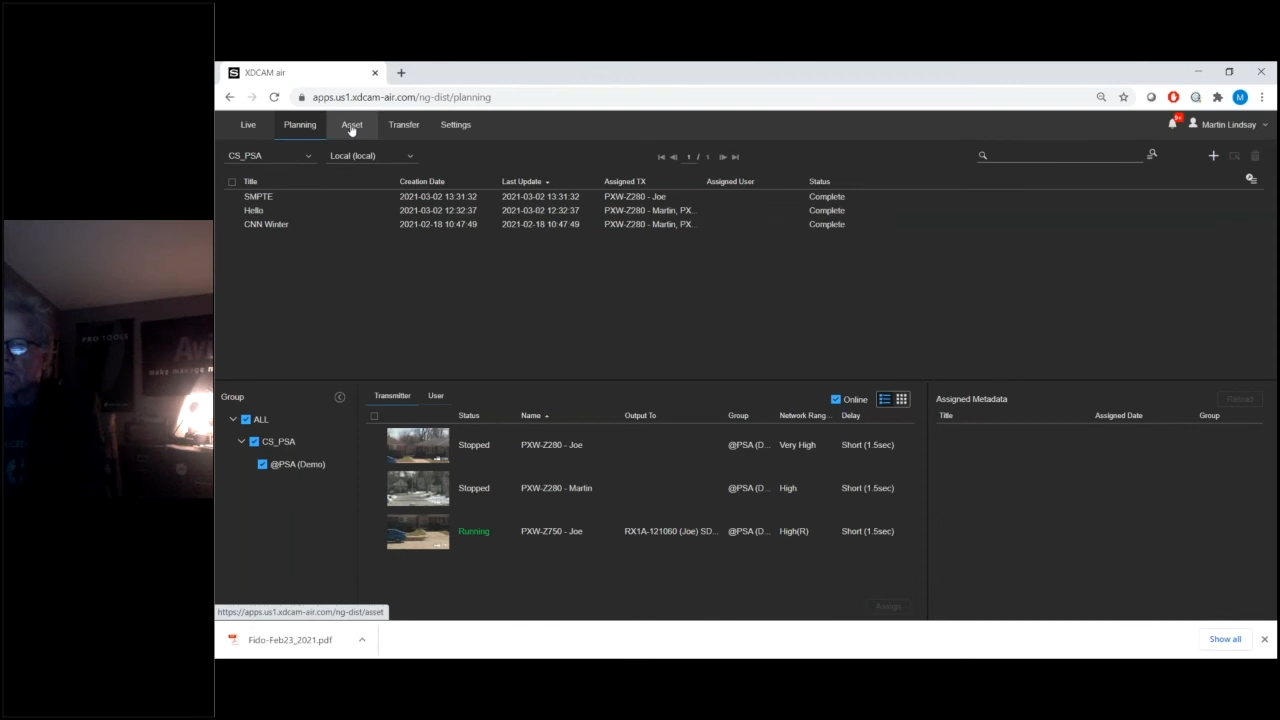 XDCAM air
apps.us1.xdcam-air.com/ng-dist/planning
M
Live Planning Asset Transfer Settings
9+ Martin Lindsay
CS_PSA Local (local) 1 / 1
Title Creation Date Last Update Assigned TX Assigned User Status
SMPTE 2021-03-02 13:31:32 2021-03-02 13:31:32 PXW-Z280 - Joe Complete
Hello 2021-03-02 12:32:37 2021-03-02 12:32:37 PXW-Z280 - Martin, PX... Complete
CNN Winter 2021-02-18 10:47:49 2021-02-18 10:47:49 PXW-Z280 - Martin, PX... Complete
PRO TOOLS
Avi
make manage m
Group
ALL
CS_PSA
@PSA (Demo)
Transmitter User Online
Status Name Output To Group Network Rang... Delay
Stopped PXW-Z280 - Joe @PSA (D... Very High Short (1.5sec)
Stopped PXW-Z280 - Martin @PSA (D... High Short (1.5sec)
Running PXW-Z750 - Joe RX1A-121060 (Joe) SD... @PSA (D... High(R) Short (1.5sec)
Assign
Assigned Metadata Reload
Title Assigned Date Group
https://apps.us1.xdcam-air.com/ng-dist/asset
Fido-Feb23_2021.pdf Show all